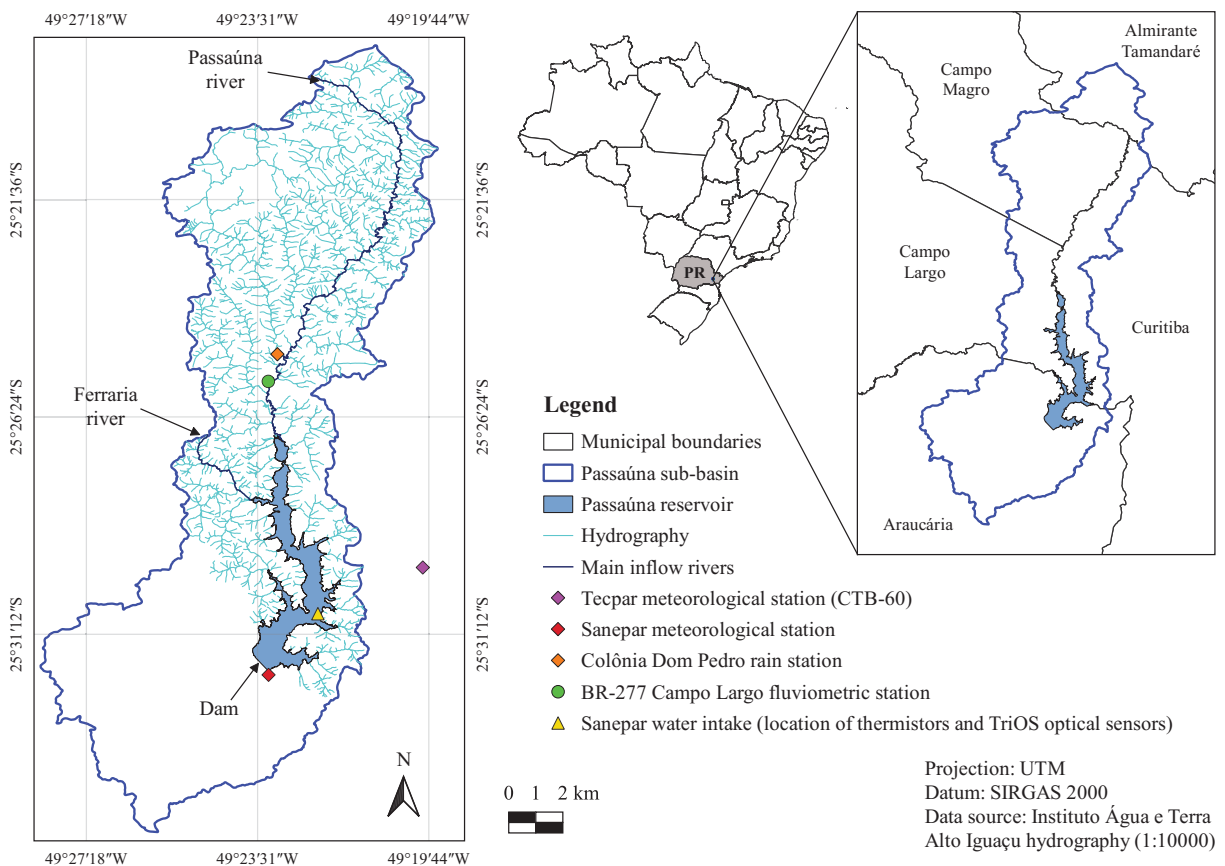 49°27′18″W
49°23′31″W
49°19′44″W
Passaúna
river
25°21′36″S
25°21′36″S
Ferraria
river
25°26′24″S
25°26′24″S
25°31′12″S
25°31′12″S
Dam
N
49°27′18″W
49°23′31″W
49°19′44″W
PR
Almirante
Tamandaré
Campo
Magro
Campo
Largo
Curitiba
Araucária
Legend
Municipal boundaries
Passaúna sub-basin
Passaúna reservoir
Hydrography
Main inflow rivers
Tecpar meteorological station (CTB-60)
Sanepar meteorological station
Colônia Dom Pedro rain station
BR-277 Campo Largo fluviometric station
Sanepar water intake (location of thermistors and TriOS optical sensors)
0 1 2 km
Projection: UTM
Datum: SIRGAS 2000
Data source: Instituto Água e Terra
Alto Iguaçu hydrography (1:10000)